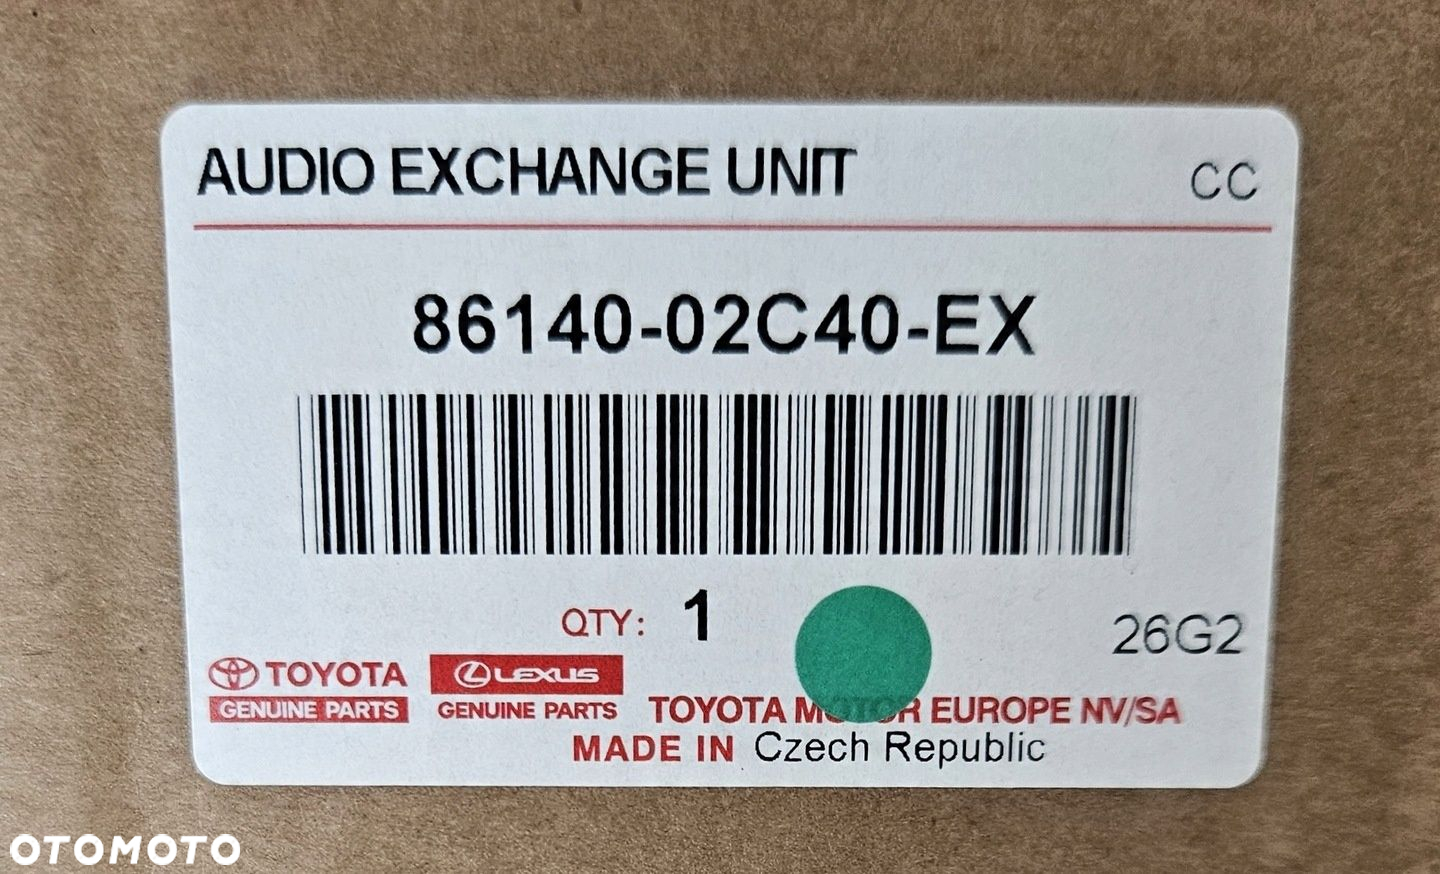 AUDIO EXCHANGE UNIT CC
86140-02C40-EX
QTY: 1
26G2
TOYOTA LEXUS
GENUINE PARTS GENUINE PARTS TOYOTA MOTOR EUROPE NV/SA
MADE IN Czech Republic
OTOMOTO